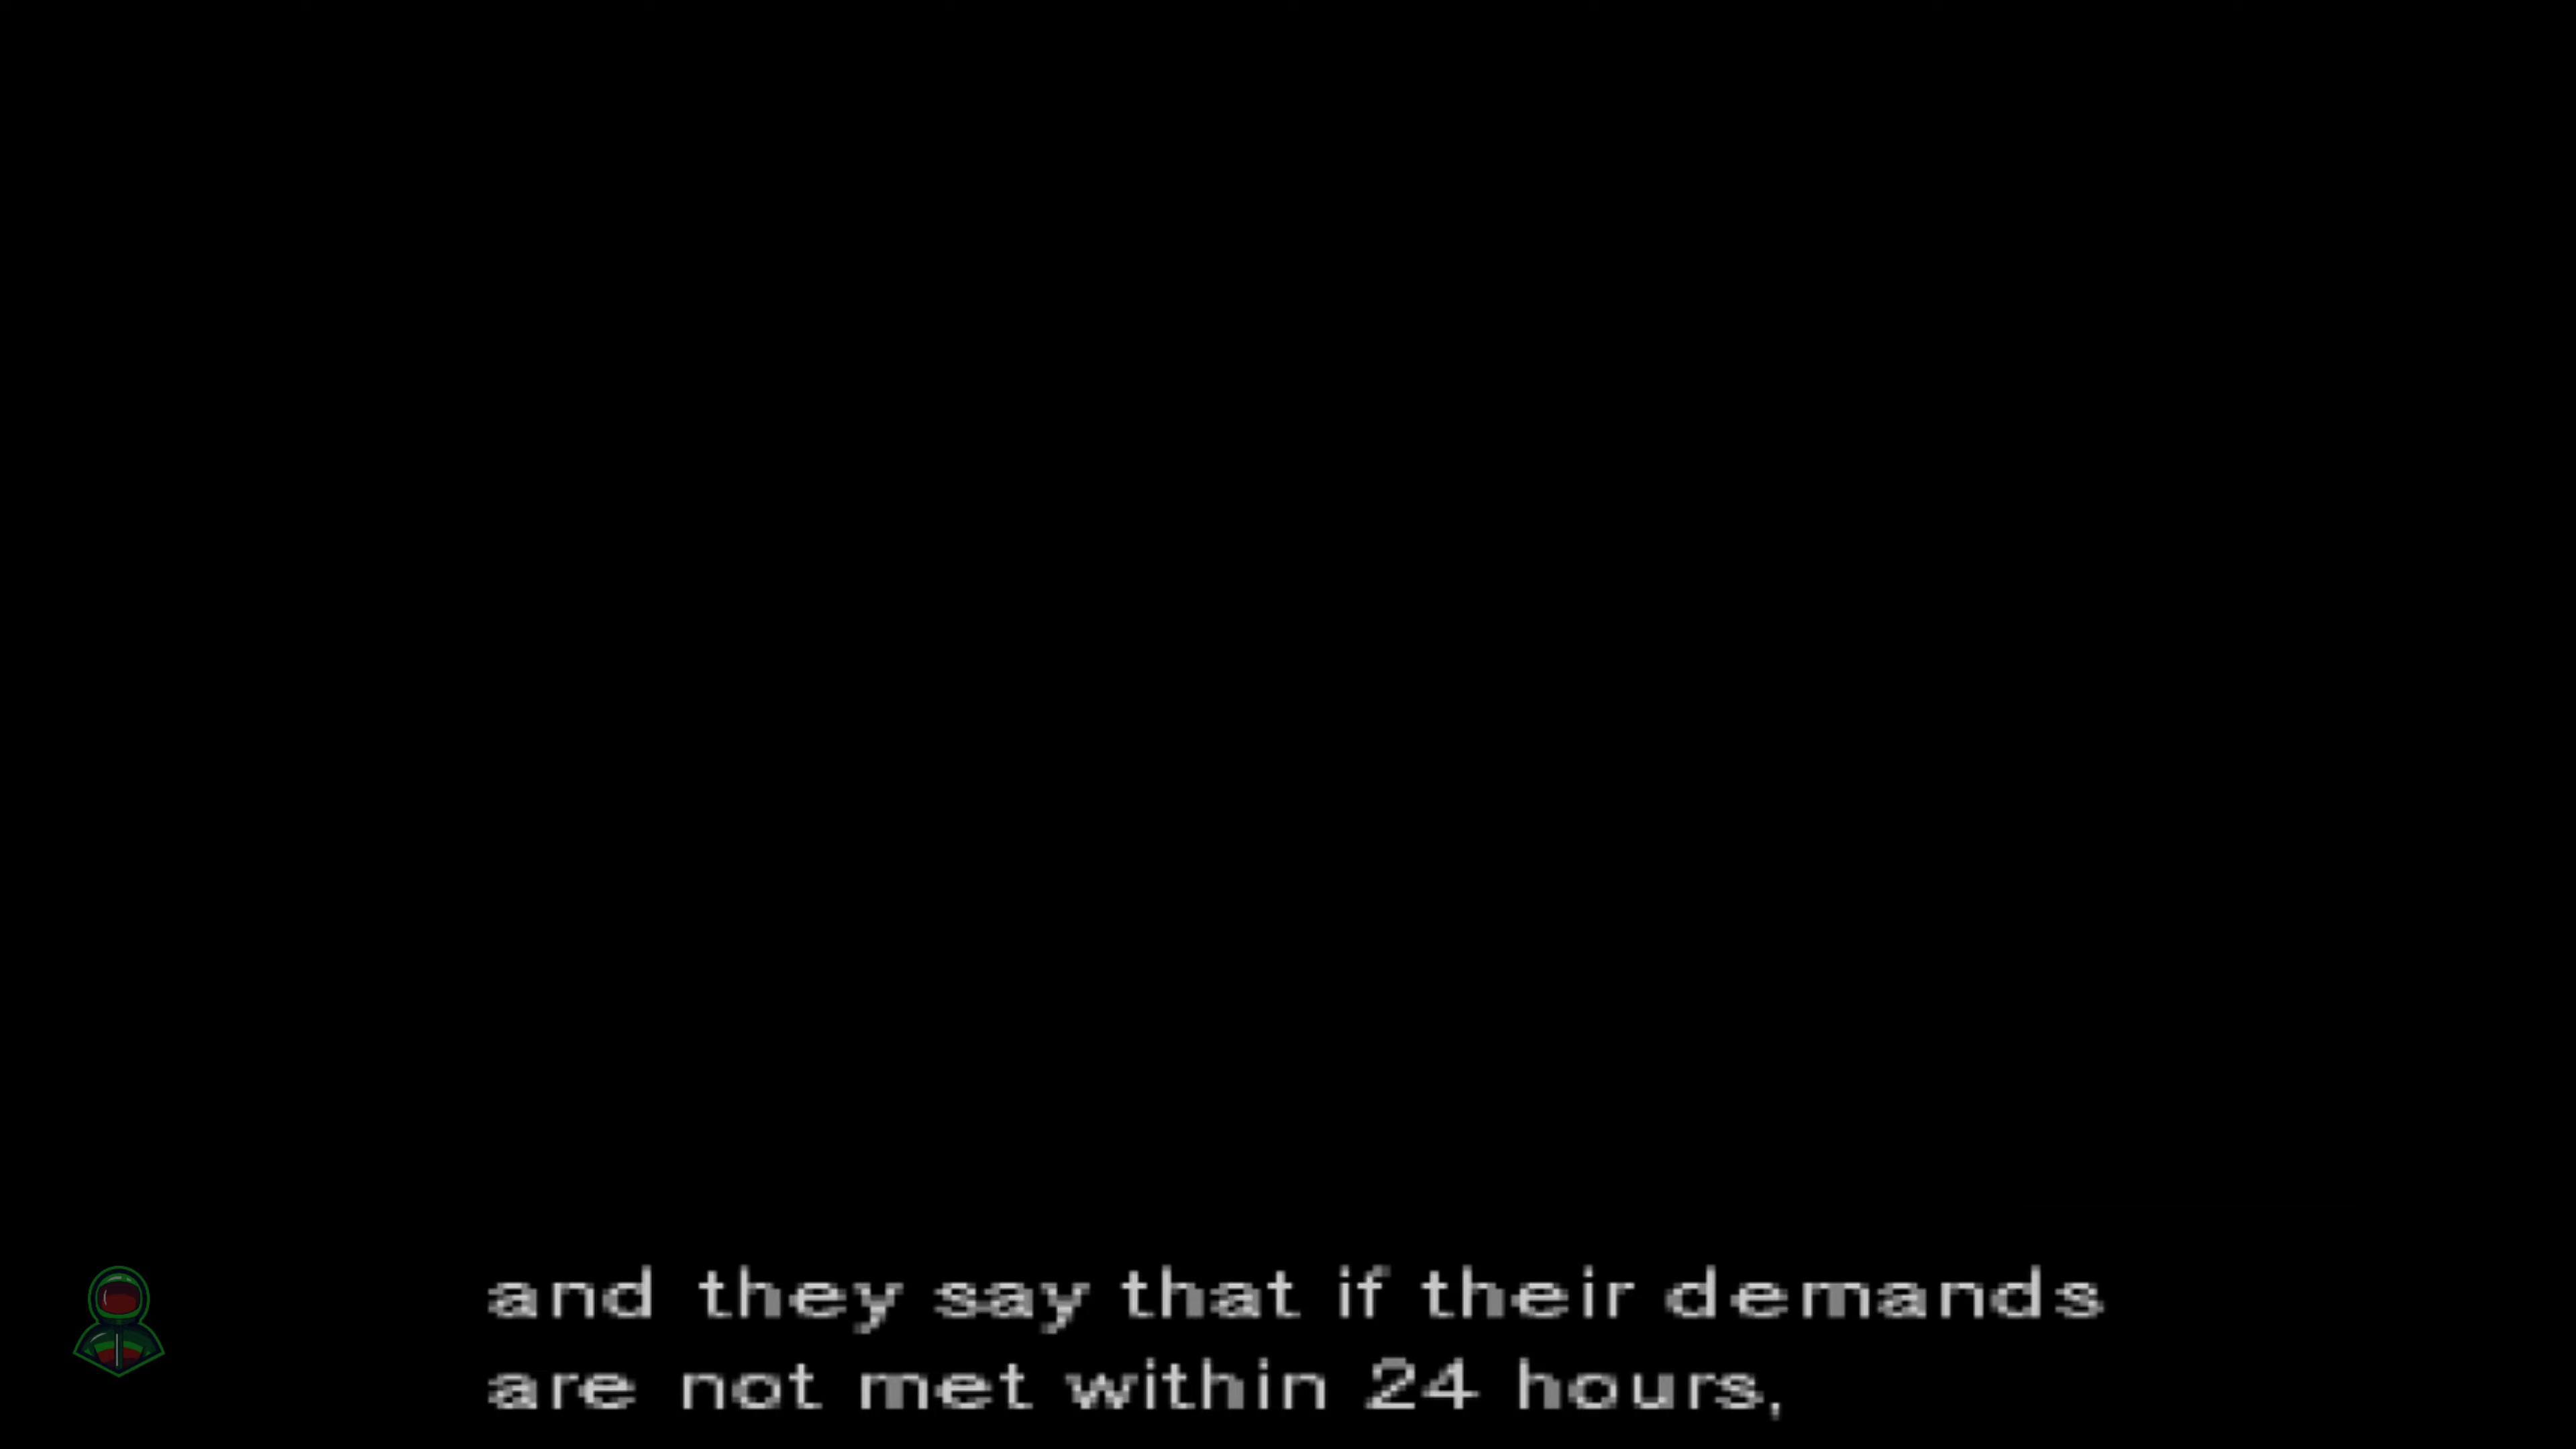 and they say that if their demands
are not met within 24 hours,